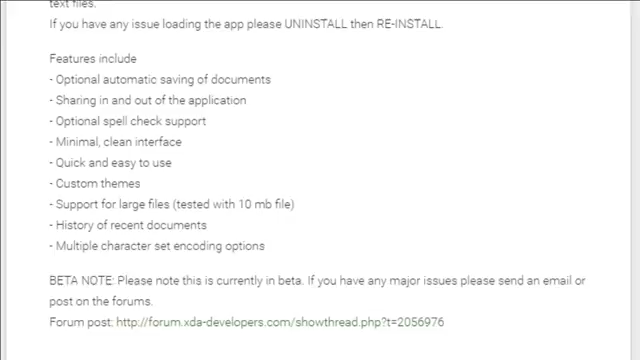 text files.
If you have any issue loading the app please UNINSTALL then RE-INSTALL.
Features include
- Optional automatic saving of documents
- Sharing in and out of the application
- Optional spell check support
- Minimal, clean interface
- Quick and easy to use
- Custom themes
- Support for large files (tested with 10 mb file)
- History of recent documents
- Multiple character set encoding options
BETA NOTE: Please note this is currently in beta. If you have any major issues please send an email or
post on the forums.
Forum post: http://forum.xda-developers.com/showthread.php?t=2056976